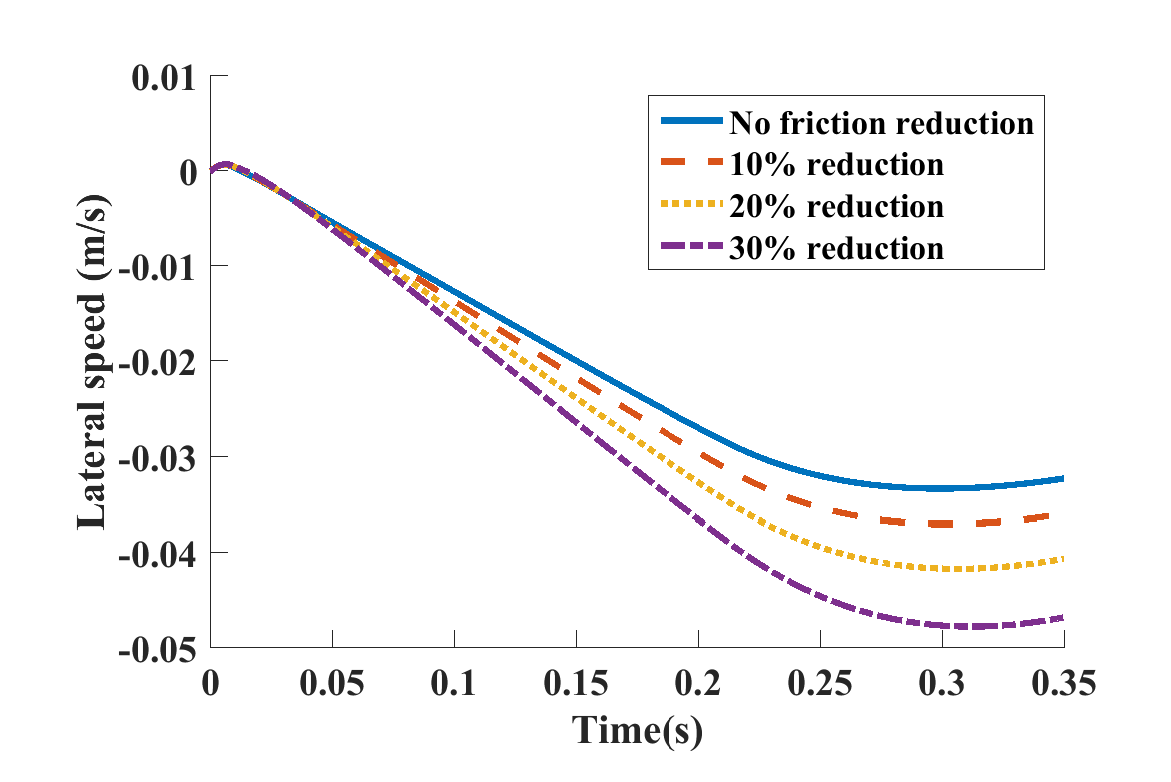 0.01
0
-0.01
-0.02
-0.03
-0.04
-0.05
Lateral speed (m/s)
No friction reduction
10% reduction
20% reduction
30% reduction
0 0.05 0.1 0.15 0.2 0.25 0.3 0.35
Time(s)